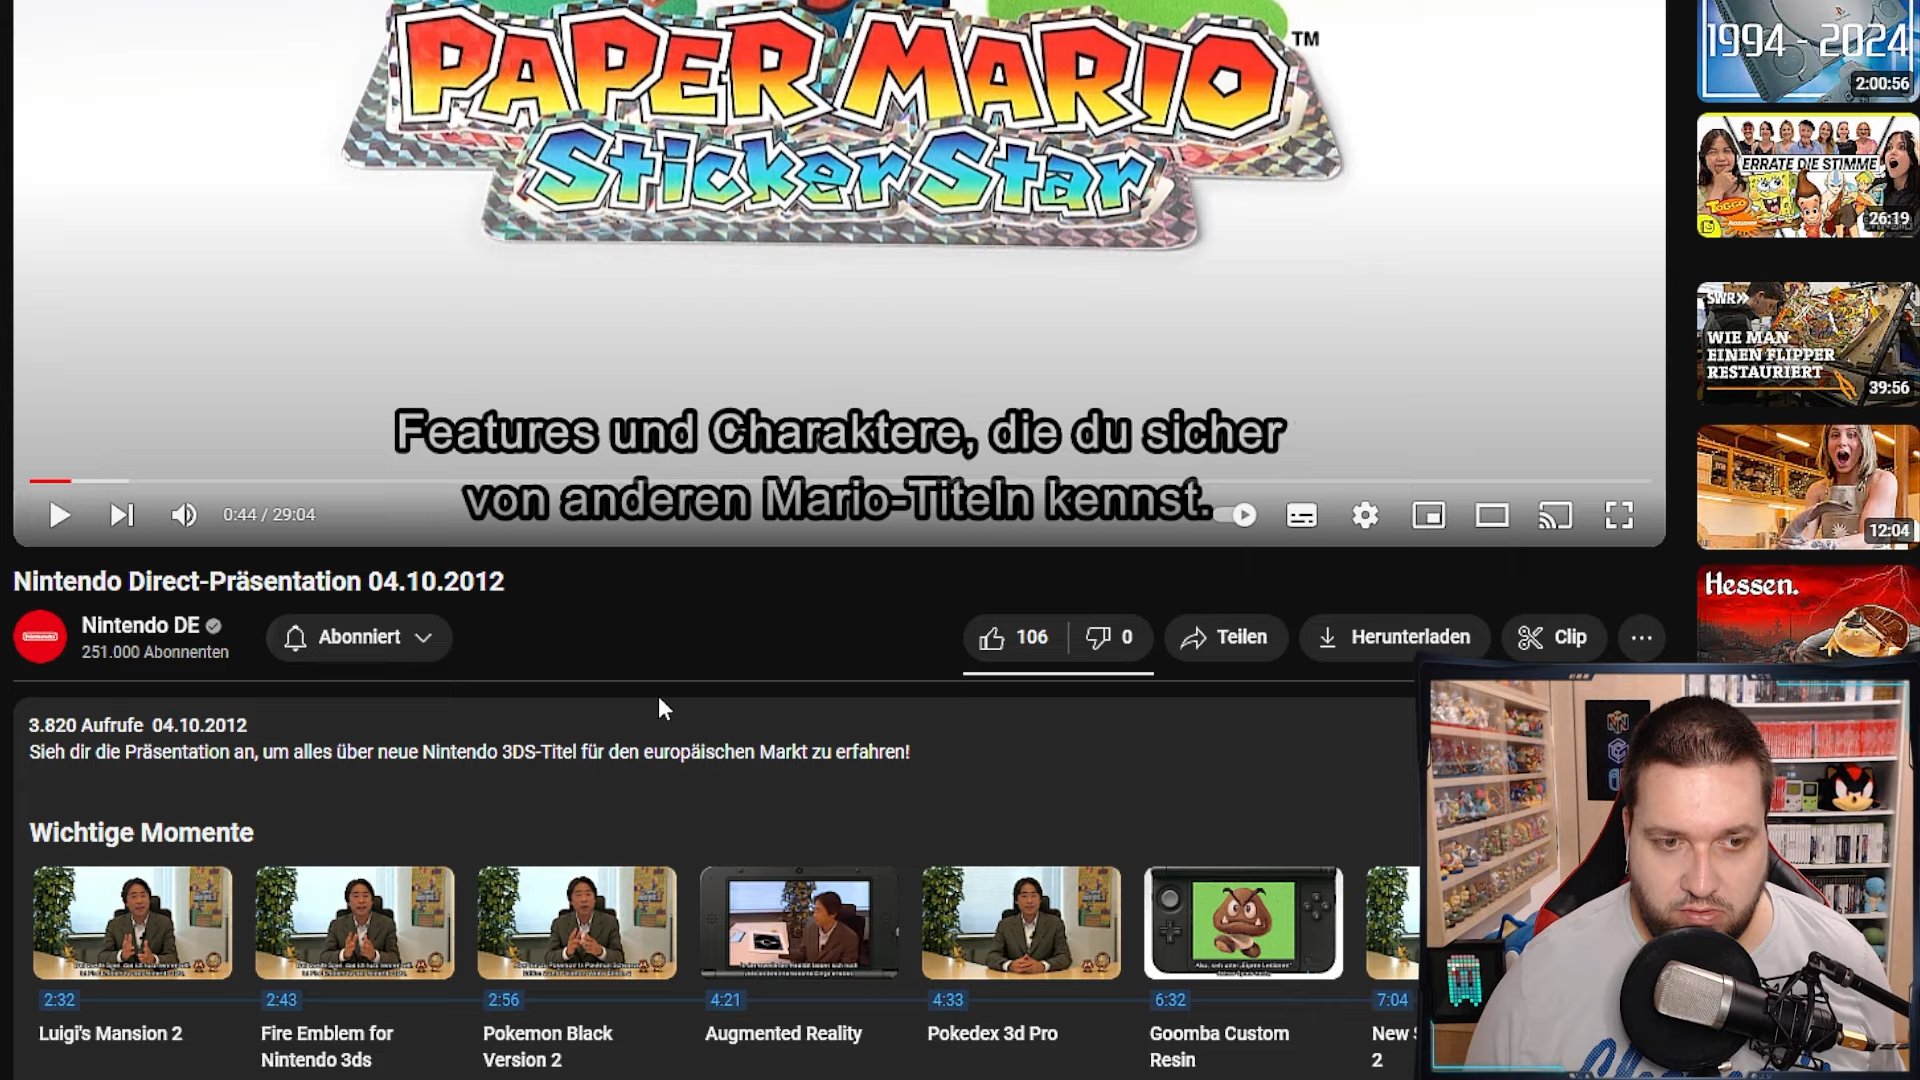 PAPER MARIO
TM
Sticker Star
Features und Charaktere, die du sicher
von anderen Mario-Titeln kennst.
0:44 / 29:04
Nintendo Direct-Präsentation 04.10.2012
Nintendo DE
251.000 Abonnenten
Abonniert
106
0
Teilen
Herunterladen
Clip
3.820 Aufrufe 04.10.2012
Sieh dir die Präsentation an, um alles über neue Nintendo 3DS-Titel für den europäischen Markt zu erfahren!
Wichtige Momente
2:32
Luigi's Mansion 2
2:43
Fire Emblem for
Nintendo 3ds
2:56
Pokemon Black
Version 2
4:21
Augmented Reality
4:33
Pokedex 3d Pro
6:32
Goomba Custom
Resin
7:04
New
2
1994 - 2024
2:00:56
ERRATE DIE STIMME
TOGGO
26:19
SWR»
WIE MAN
EINEN FLIPPER
RESTAURIERT
39:56
12:04
Hessen.